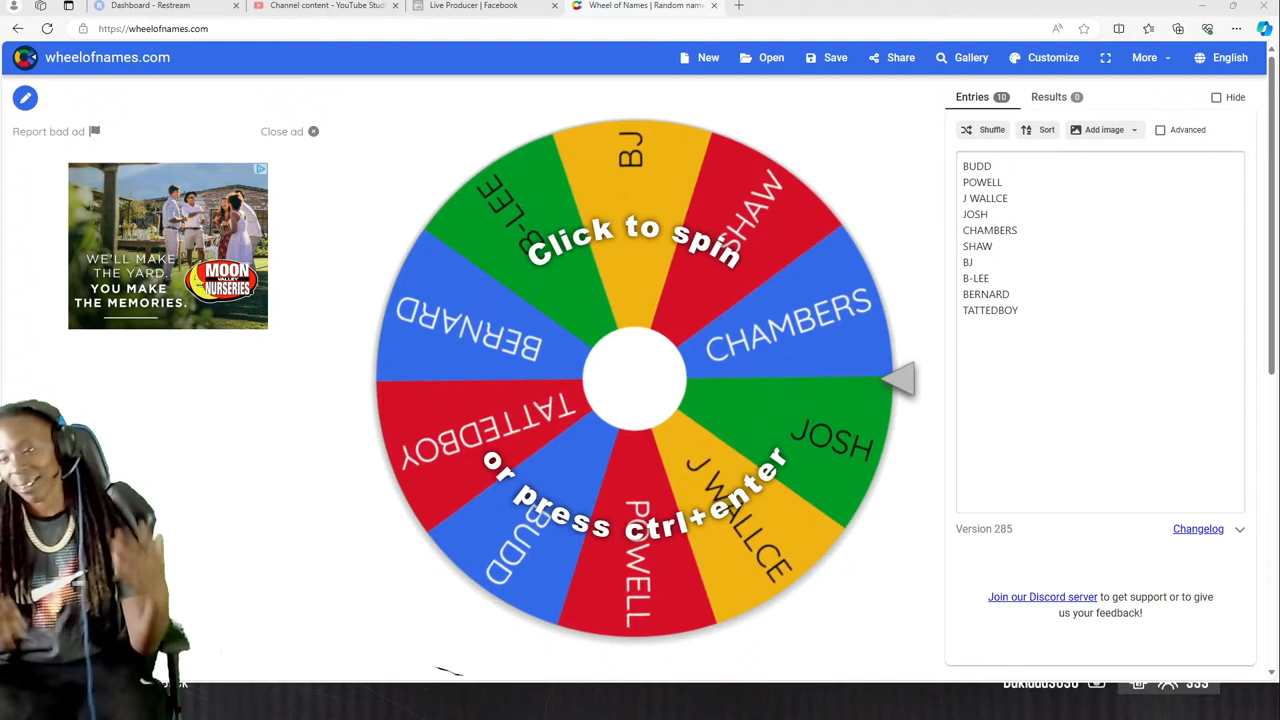 Dashboard - Restream
Channel content - YouTube Stud
Live Producer | Facebook
Wheel of Names | Random name
https://wheelofnames.com
wheelofnames.com
New
Open
Save
Share
Gallery
Customize
More
English
Report bad ad
Close ad
WE'LL MAKE
THE YARD.
YOU MAKE
THE MEMORIES.
MOON
VALLEY
NURSERIES
BJ
SHAW
CHAMBERS
JOSH
J WALLCE
POWELL
BUDD
TATTEDBOY
BERNARD
B-LEE
Click to spin
or press ctrl+enter
Entries 10
Results 0
Hide
Shuffle
Sort
Add image
Advanced
BUDD
POWELL
J WALLCE
JOSH
CHAMBERS
SHAW
BJ
B-LEE
BERNARD
TATTEDBOY
Version 285
Changelog
Join our Discord server to get support or to give
us your feedback!